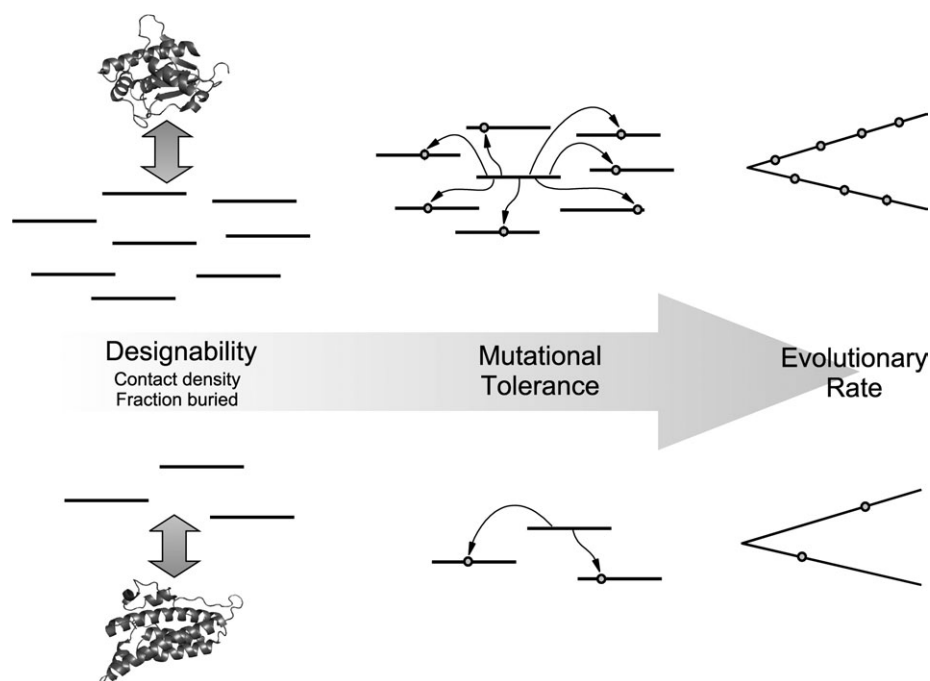 Designability
Contact density
Fraction buried
Mutational
Tolerance
Evolutionary
Rate